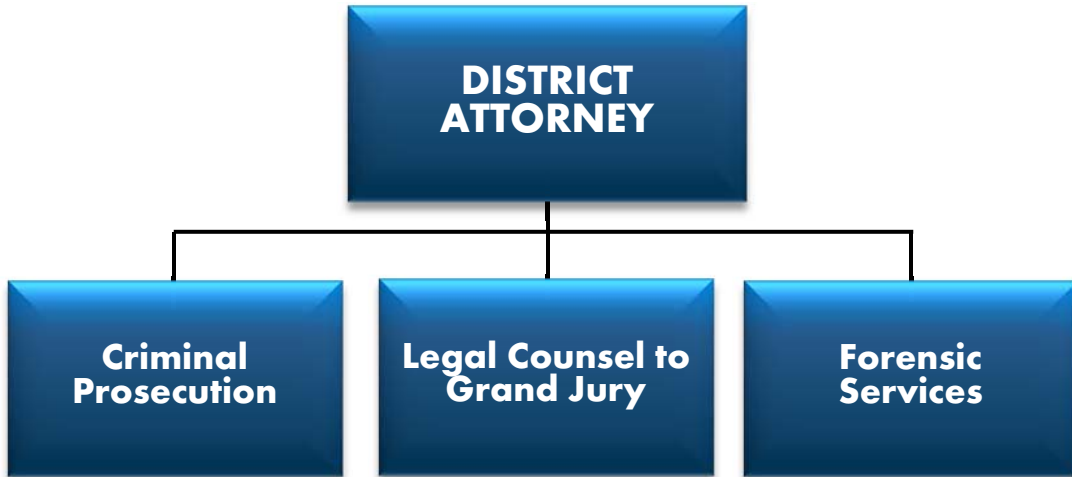 DISTRICT
ATTORNEY
Criminal
Prosecution
Legal Counsel to
Grand Jury
Forensic
Services